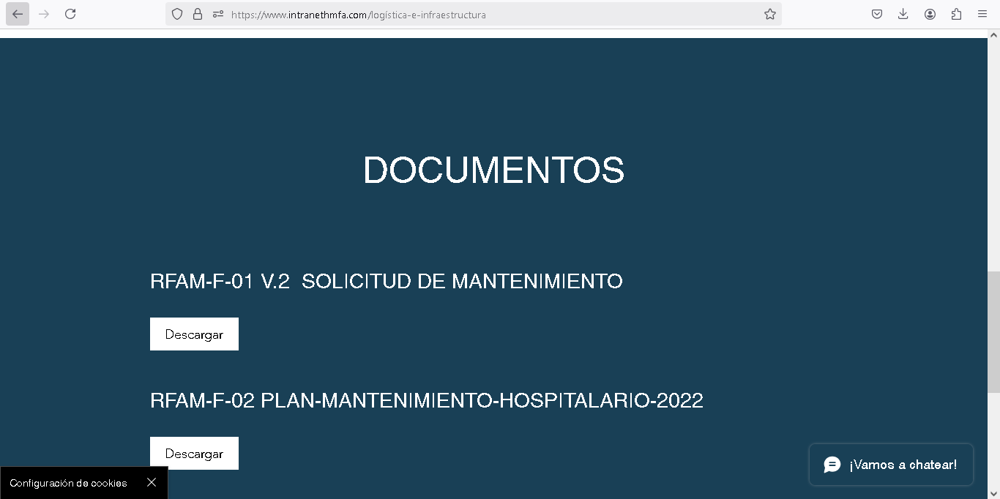 https://www.intranethmfa.com/logística-e-infraestructura
DOCUMENTOS
RFAM-F-01 V.2  SOLICITUD DE MANTENIMIENTO
Descargar
RFAM-F-02 PLAN-MANTENIMIENTO-HOSPITALARIO-2022
Descargar
¡Vamos a chatear!
Configuración de cookies